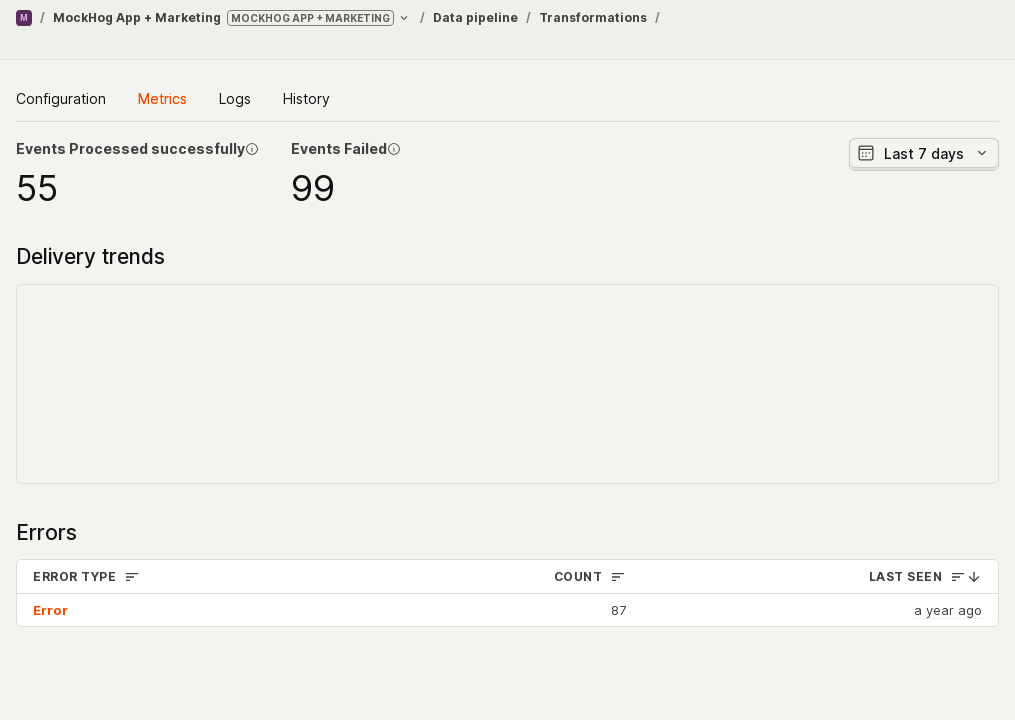 M / MockHog App + Marketing MOCKHOG APP + MARKETING / Data pipeline / Transformations /
Configuration Metrics Logs History
Events Processed successfully Events Failed Last 7 days
55 99
Delivery trends
Errors
ERROR TYPE COUNT LAST SEEN
Error 87 a year ago